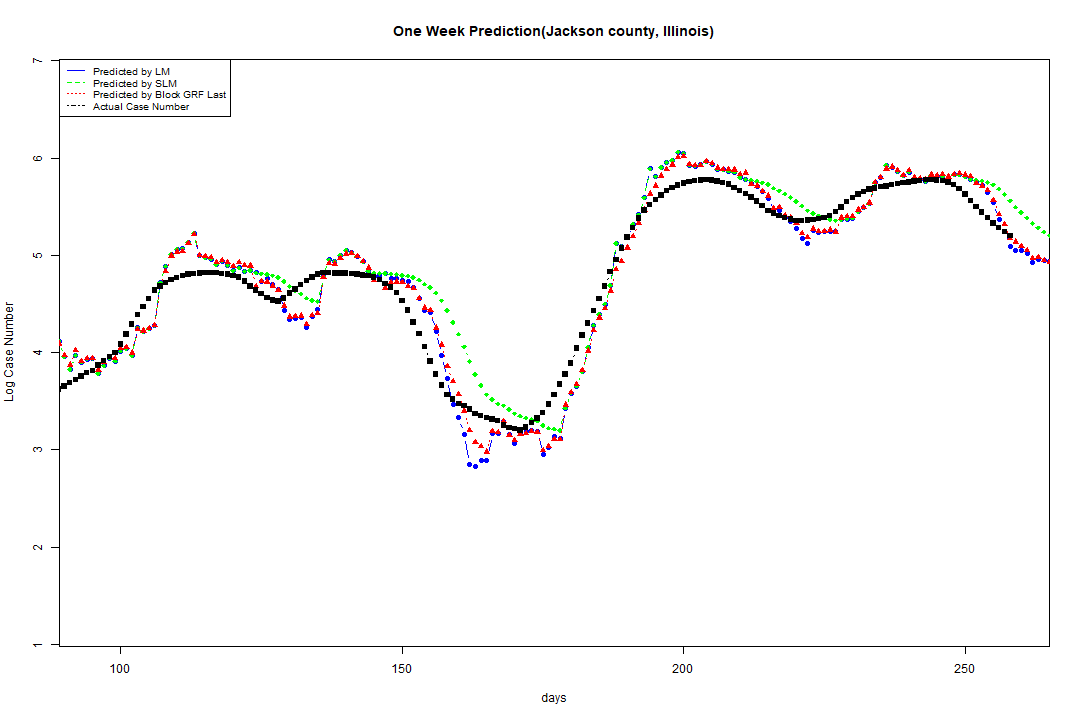 One Week Prediction(Jackson county, Illinois)
Predicted by LM
Predicted by SLM
Predicted by Block GRF Last
Actual Case Number
7
6
5
4
3
2
1
Log Case Number
100 150 200 250
days